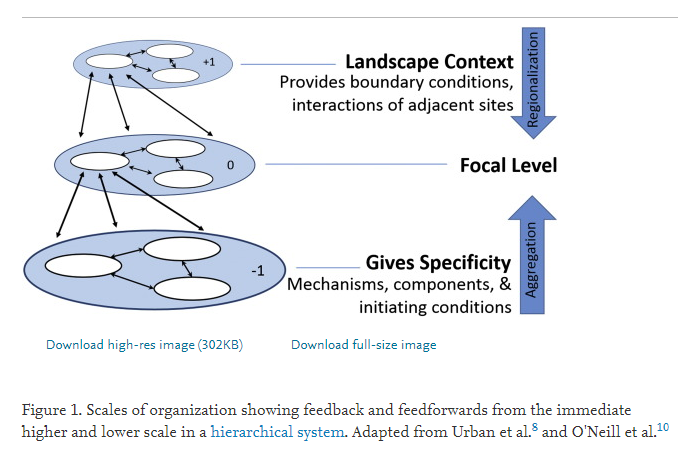 +1
Landscape Context
Provides boundary conditions,
interactions of adjacent sites
Regionalization
0
Focal Level
-1
Gives Specificity
Mechanisms, components, &
initiating conditions
Aggregation
Download high-res image (302KB)
Download full-size image
Figure 1. Scales of organization showing feedback and feedforwards from the immediate
higher and lower scale in a hierarchical system. Adapted from Urban et al.8 and O'Neill et al.10